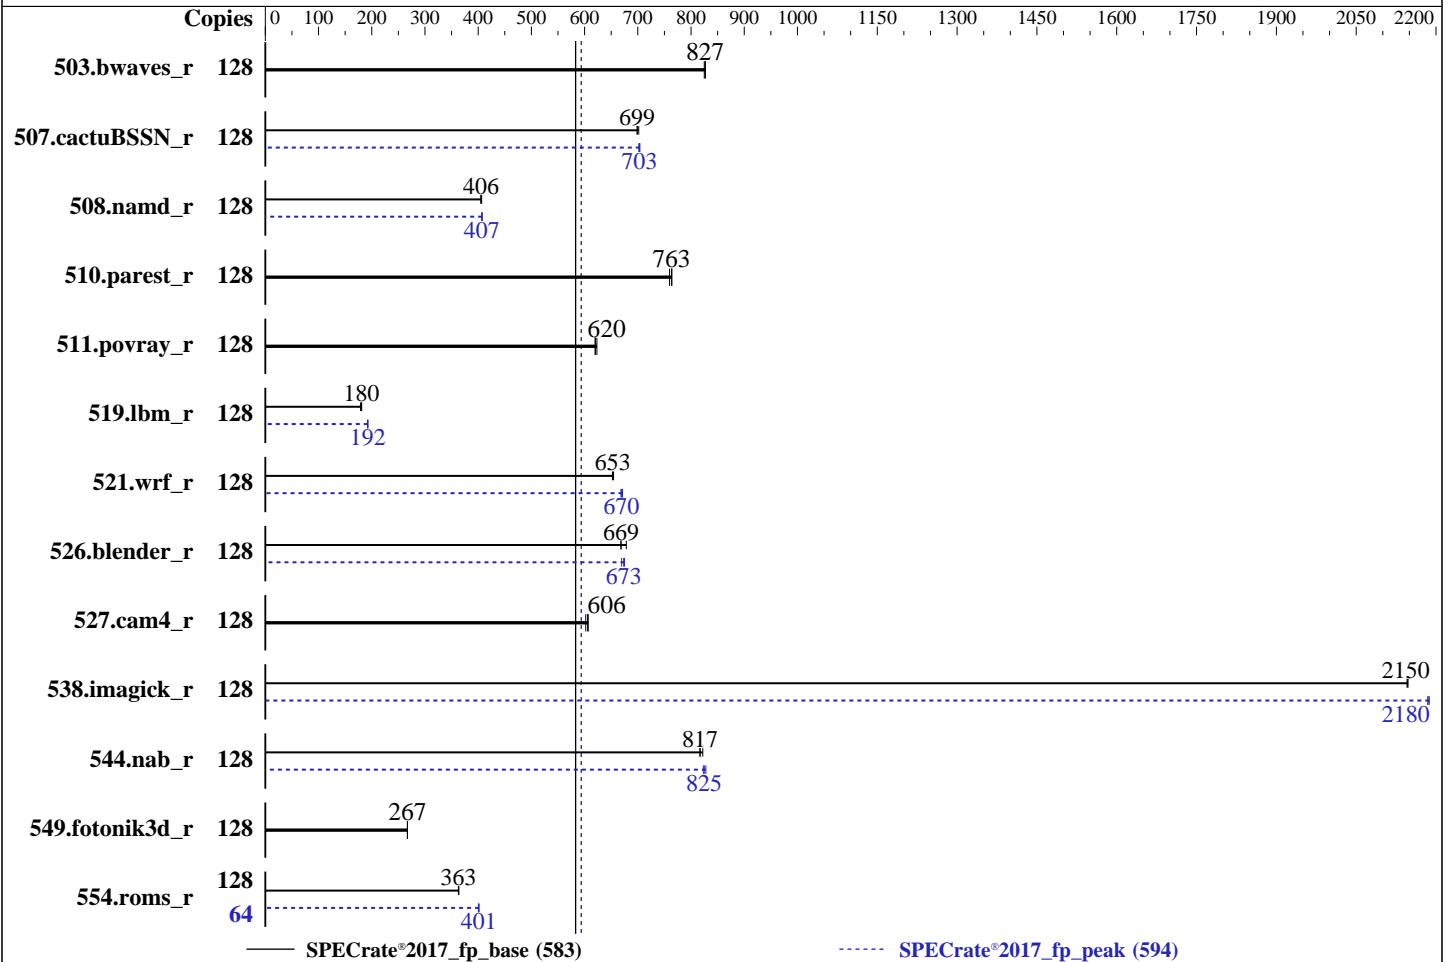 Copies 0 100 200 300 400 500 600 700 800 900 1000 1150 1300 1450 1600 1750 1900 2050 2200
503.bwaves_r 128 827
507.cactuBSSN_r 128 699
703
508.namd_r 128 406
407
510.parest_r 128 763
511.povray_r 128 620
519.lbm_r 128 180
192
521.wrf_r 128 653
670
526.blender_r 128 669
673
527.cam4_r 128 606
538.imagick_r 128 2150
2180
544.nab_r 128 817
825
549.fotonik3d_r 128 267
554.roms_r 128 363
64 401
SPECrate®2017_fp_base (583) SPECrate®2017_fp_peak (594)